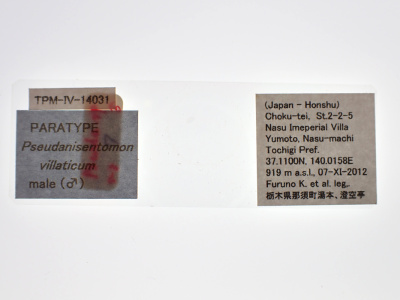 TPM-IV-14031
PARATYPE
Pseudanisentomon
villaticum
male (♂)
(Japan - Honshu)
Choku-tei, St.2-2-5
Nasu Imeperial Villa
Yumoto, Nasu-machi
Tochigi Pref.
37.1100N, 140.0158E
919 m a.s.l., 07-XI-2012
Furuno K. et al. leg.,
栃木県那須町湯本、澄空亭